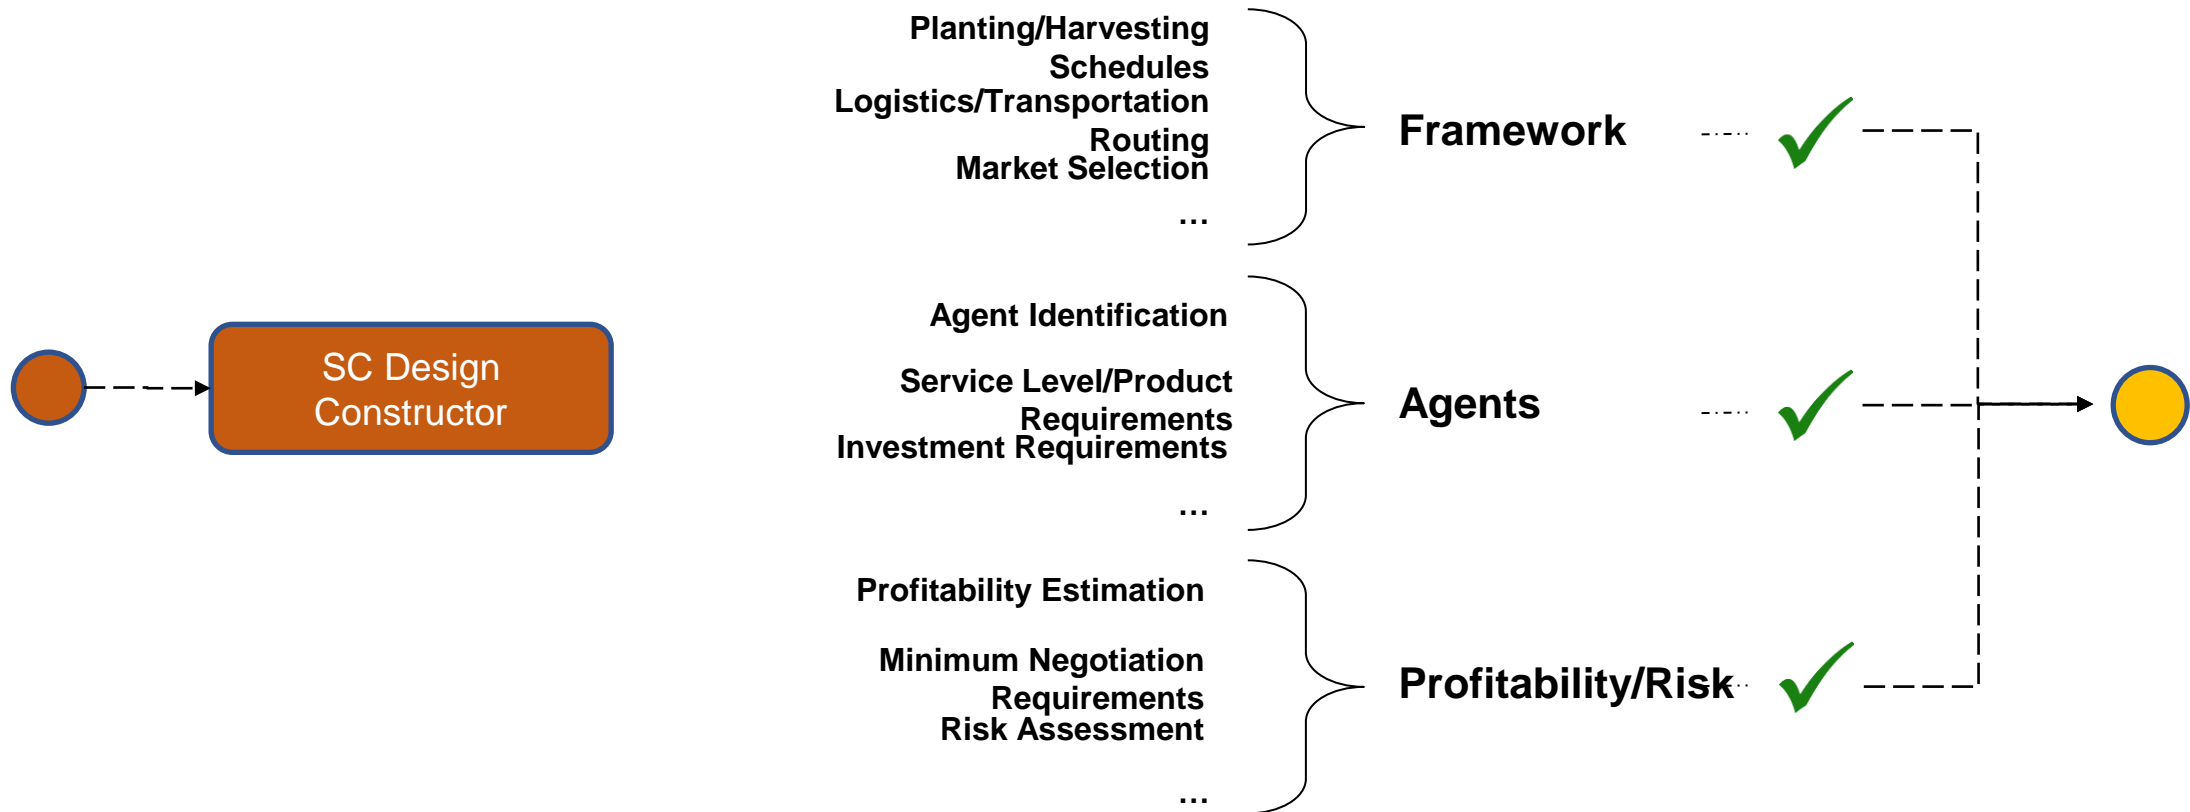 Planting/Harvesting
Schedules
Logistics/Transportation
Routing
Market Selection
...
Framework
SC Design
Constructor
Agent Identification
Service Level/Product
Requirements
Investment Requirements
...
Agents
Profitability Estimation
Minimum Negotiation
Requirements
Risk Assessment
...
Profitability/Risk